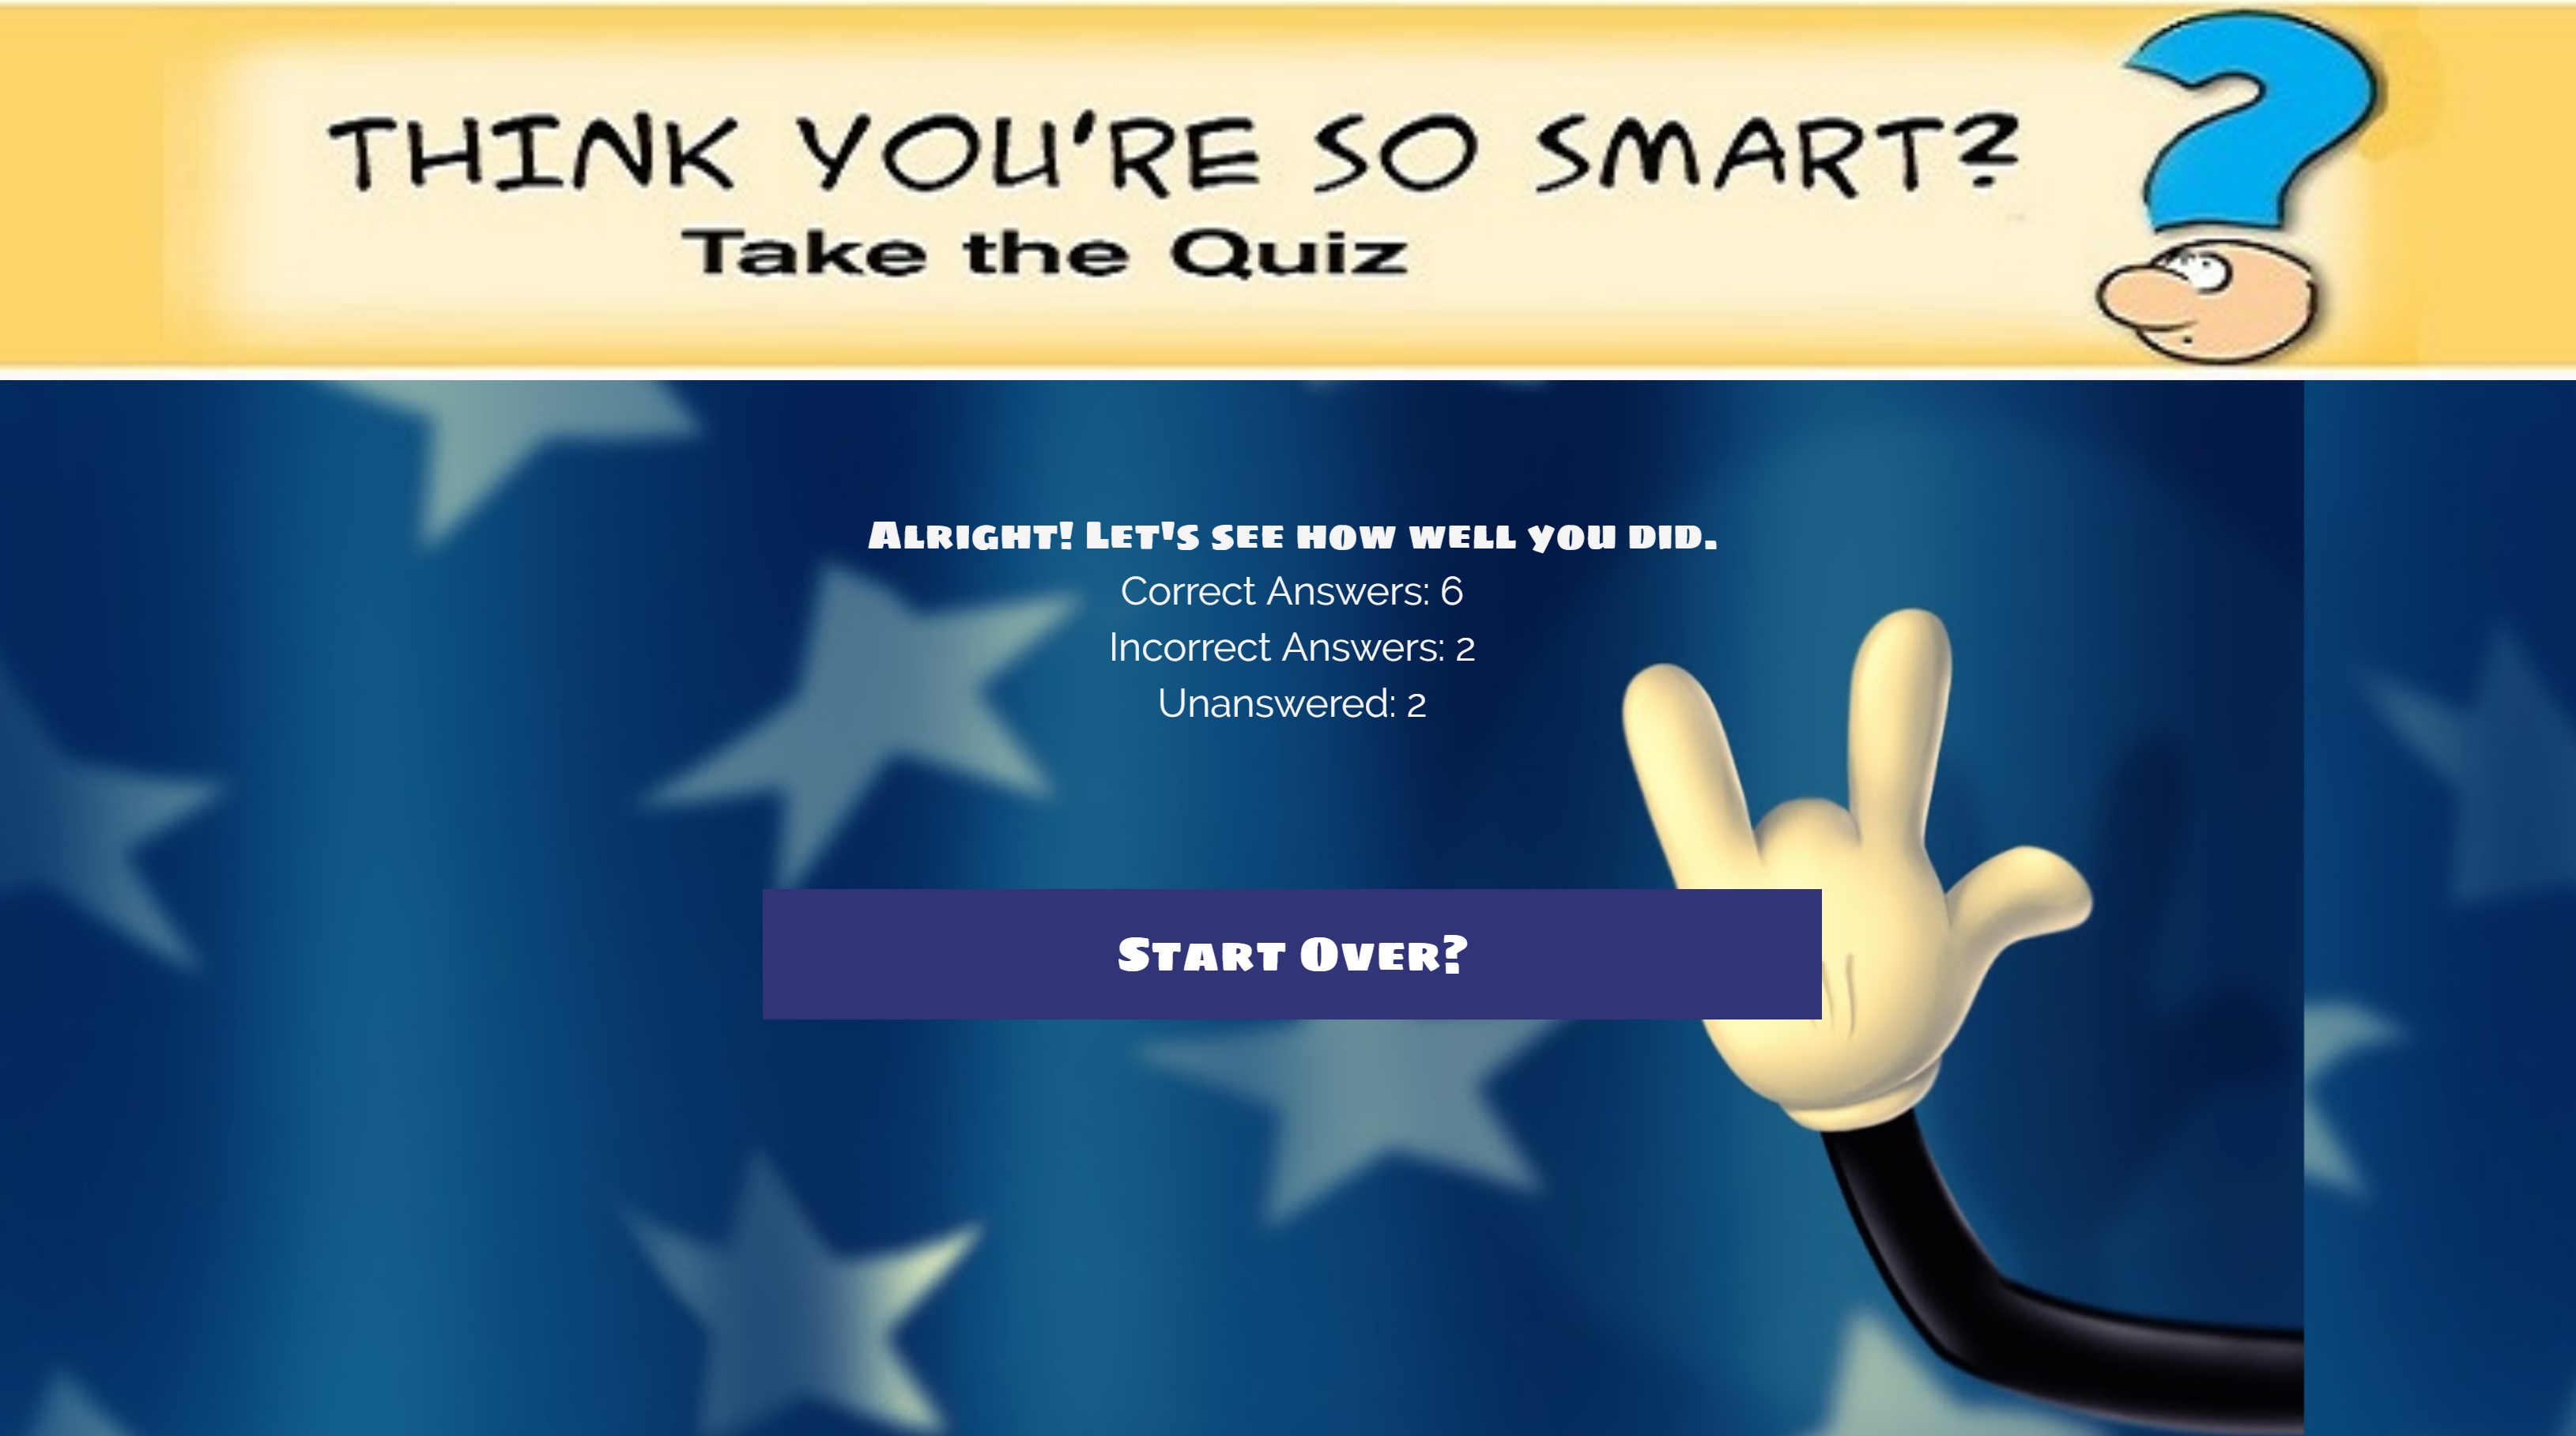 THINK YOU'RE SO SMART?
Take the Quiz
Alright! Let's see how well you did.
Correct Answers: 6
Incorrect Answers: 2
Unanswered: 2
Start Over?